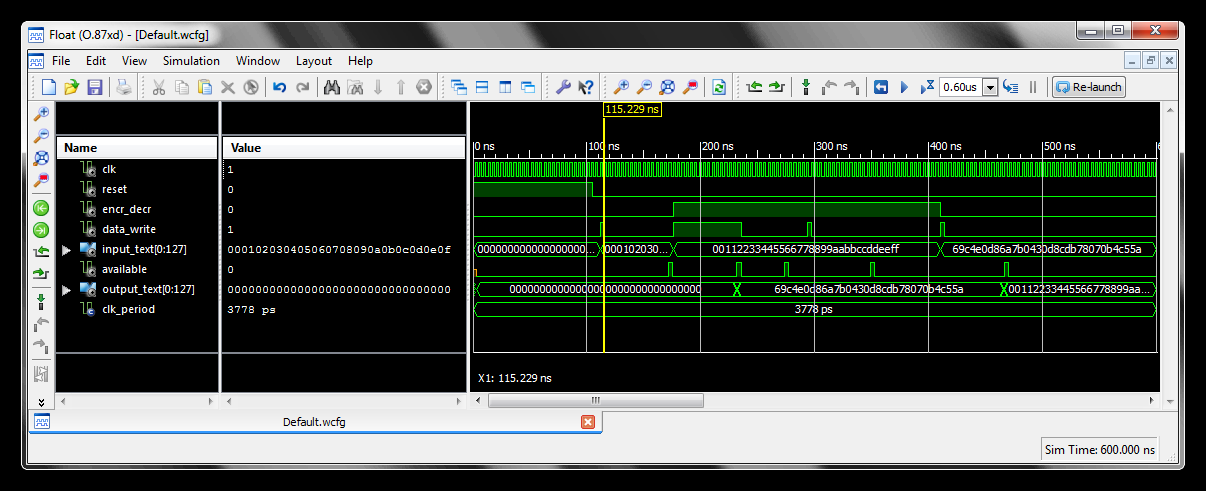 Float (O.87xd) - [Default.wcfg]
File Edit View Simulation Window Layout Help
0.60us Re-launch
115.229 ns
Name Value
0 ns 100 ns 200 ns 300 ns 400 ns 500 ns 6
clk 1
reset 0
encr_decr 0
data_write 1
input_text[0:127] 000102030405060708090a0b0c0d0e0f 000000000000000000... 000102030... 00112233445566778899aabbccddeeff 69c4e0d86a7b0430d8cdb78070b4c55a
available 0
output_text[0:127] 00000000000000000000000000000000 00000000000000000000000000000000 69c4e0d86a7b0430d8cdb78070b4c55a 00112233445566778899aa...
clk_period 3778 ps 3778 ps
X1: 115.229 ns
Default.wcfg
Sim Time: 600.000 ns